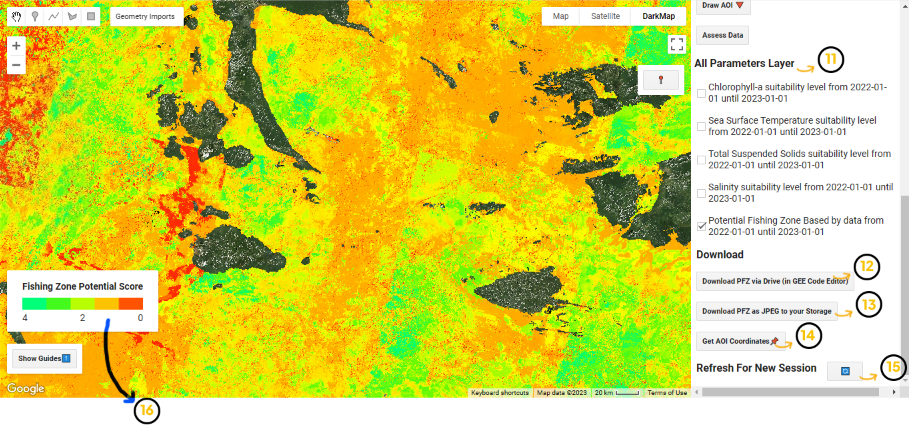 Geometry Imports
Map
Satellite
DarkMap
+
−
Fishing Zone Potential Score
4 2 0
Show Guides
Google
Keyboard shortcuts
Map data ©2023
20 km
Terms of Use
16
Draw AOI
Assess Data
All Parameters Layer
11
Chlorophyll-a suitability level from 2022-01-
01 until 2023-01-01
Sea Surface Temperature suitability level
from 2022-01-01 until 2023-01-01
Total Suspended Solids suitability level from
2022-01-01 until 2023-01-01
Salinity suitability level from 2022-01-01 until
2023-01-01
Potential Fishing Zone Based by data from
2022-01-01 until 2023-01-01
Download
12
Download PFZ via Drive (in GEE Code Editor)
13
Download PFZ as JPEG to your Storage
14
Get AOI Coordinates
Refresh For New Session
15